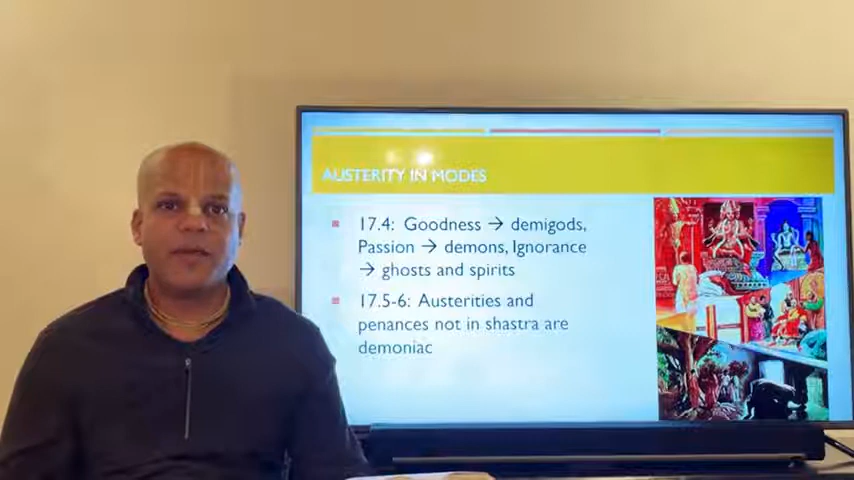 AUSTERITY IN MODES
17.4: Goodness → demigods,
Passion → demons, Ignorance
→ ghosts and spirits
17.5-6: Austerities and
penances not in shastra are
demoniac